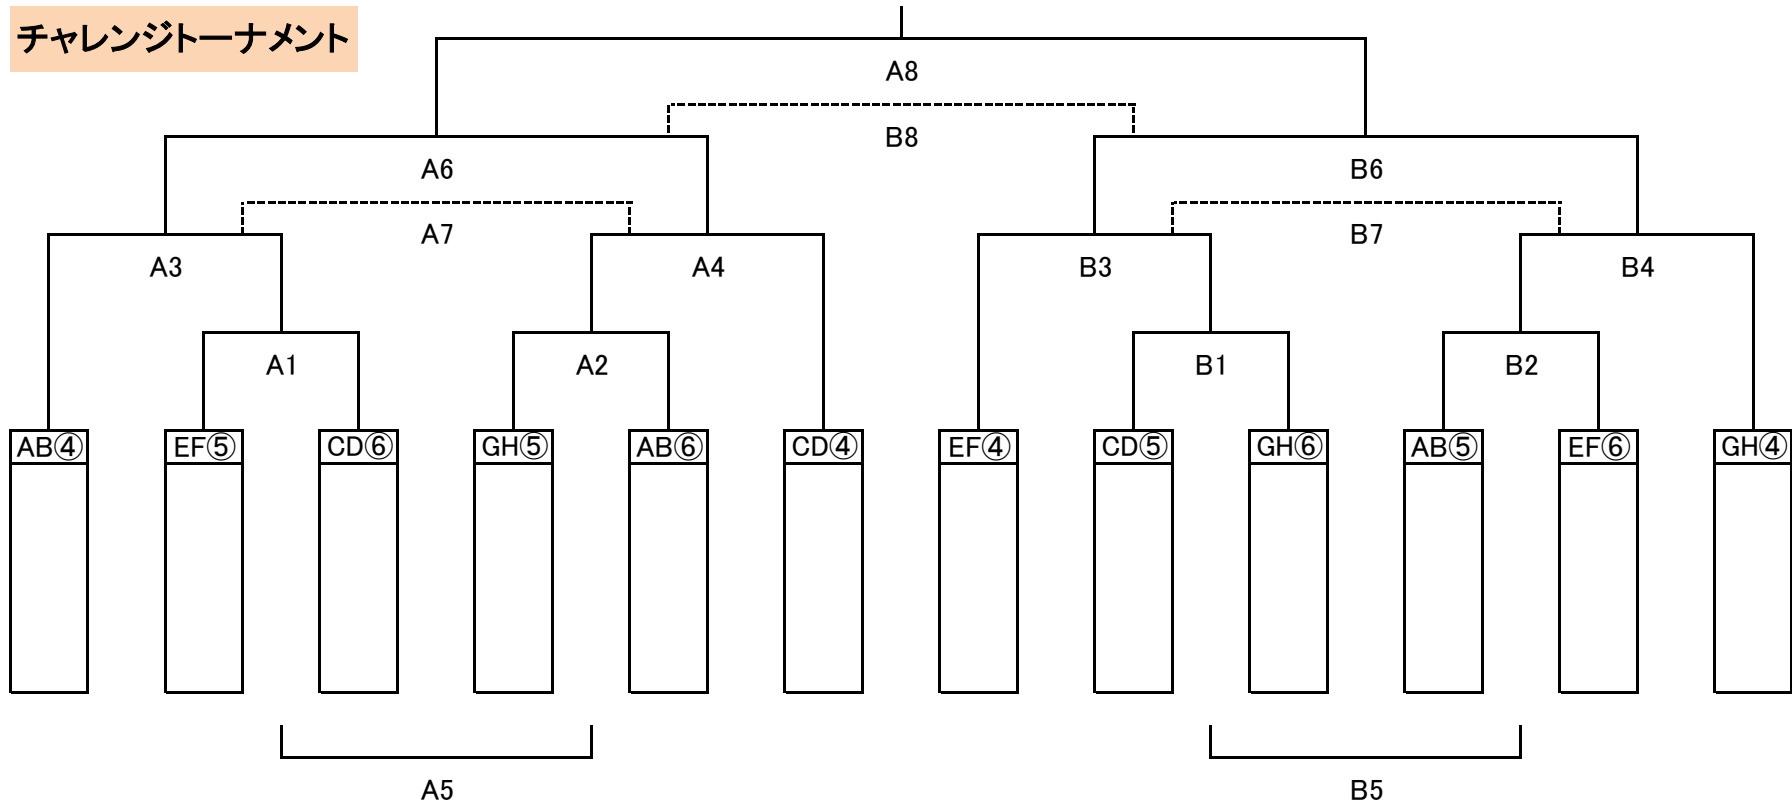 チャレンジトーナメント
A8
B8
A6
B6
A7
B7
A3
A4
B3
B4
A1
A2
B1
B2
AB④ EF⑤ CD⑥ GH⑤ AB⑥ CD④ EF④ CD⑤ GH⑥ AB⑤ EF⑥ GH④
A5
B5